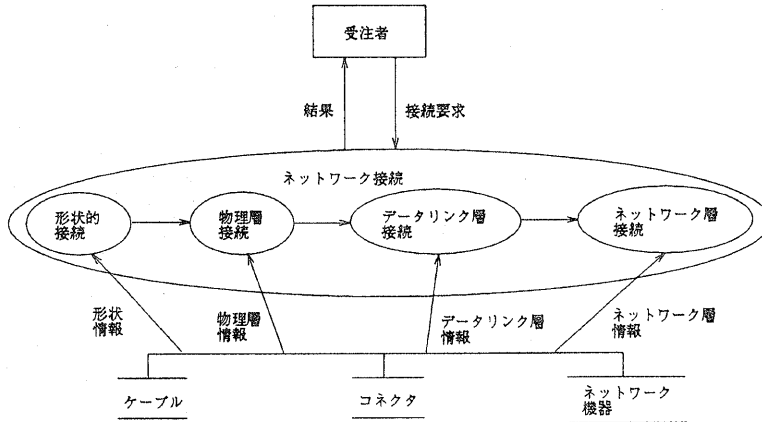 受注者
結果
接続要求
ネットワーク接続
形状的
接続
物理層
接続
データリンク層
接続
ネットワーク層
接続
形状
情報
物理層
情報
データリンク層
情報
ネットワーク層
情報
ケーブル
コネクタ
ネットワーク
機器